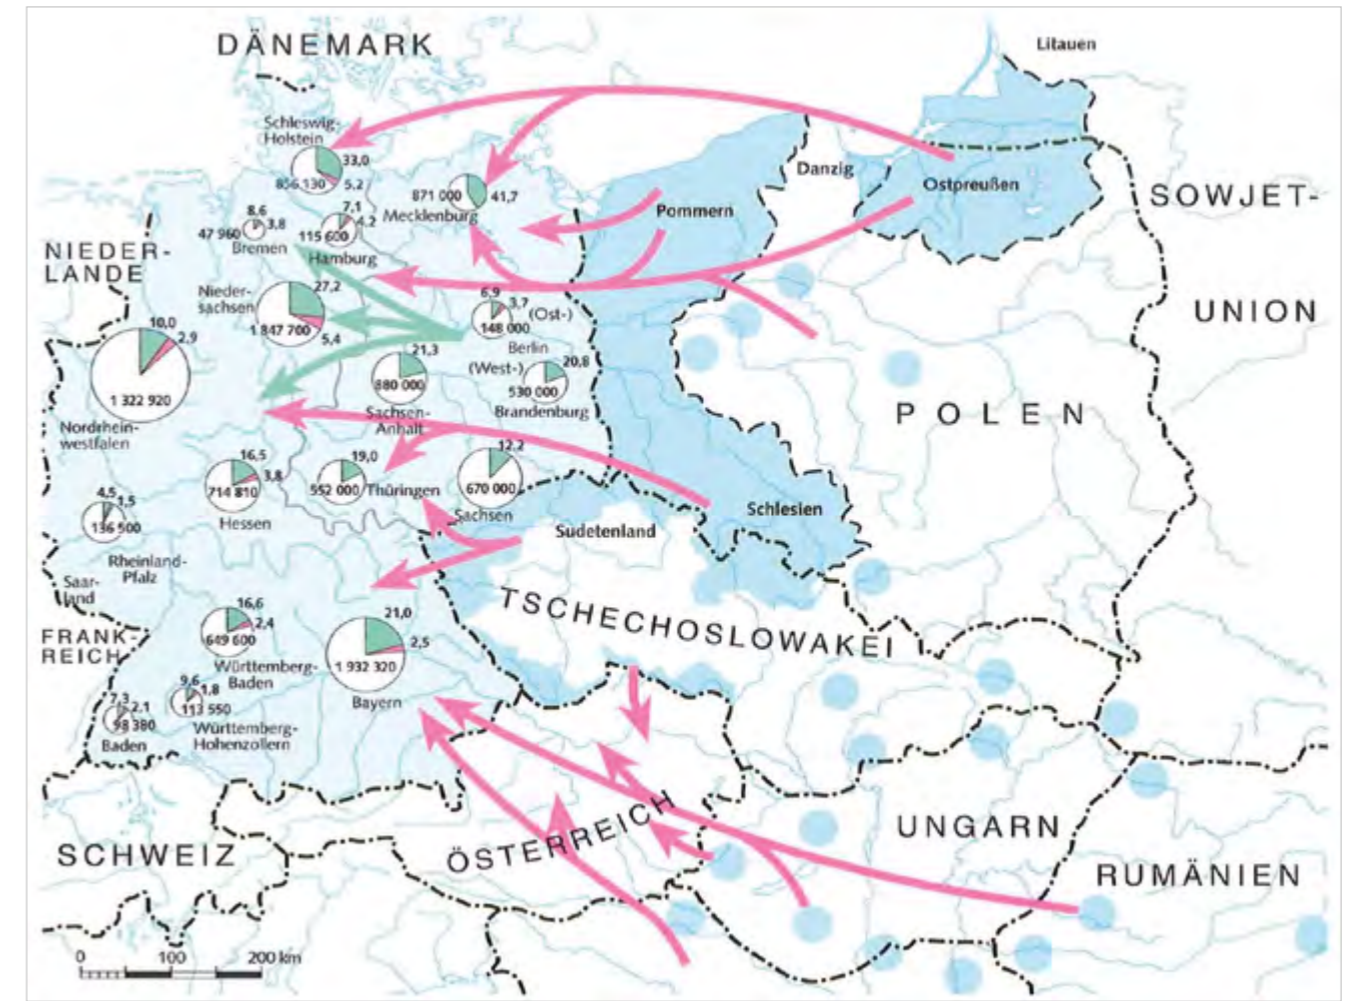 DÄNEMARK
Litauen
Schleswig-
Holstein
33,0
856 130
5,2
871 000
41,7
Mecklenburg
Danzig
Ostpreußen
Pommern
SOWJET-
UNION
8,6
3,8
47 960
Bremen
7,1
4,2
115 600
Hamburg
NIEDER-
LANDE
Nieder-
sachsen
27,2
1 847 700
5,4
6,9
3,7
(Ost-)
148 000
Berlin
(West-)
10,0
2,9
1 322 920
Nordrhein-
westfalen
21,3
880 000
Sachsen-
Anhalt
20,8
530 000
Brandenburg
POLEN
16,5
3,8
714 810
Hessen
19,0
552 000
Thüringen
12,2
670 000
Sachsen
Schlesien
Sudetenland
4,5
1,5
136 500
Rheinland-
Pfalz
Saar-
land
TSCHECHOSLOWAKEI
FRANK-
REICH
16,6
2,4
649 600
Württemberg-
Baden
21,0
2,5
1 932 320
Bayern
9,6
1,8
113 550
Württemberg-
Hohenzollern
7,3
2,1
98 380
Baden
SCHWEIZ
ÖSTERREICH
UNGARN
RUMÄNIEN
0 100 200 km